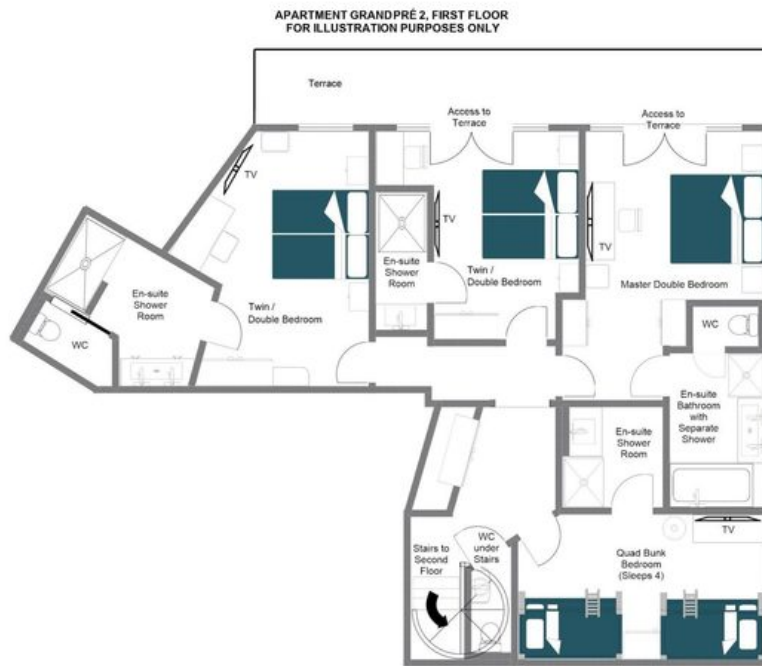 APARTMENT GRANDPRÉ 2, FIRST FLOOR
FOR ILLUSTRATION PURPOSES ONLY
Terrace
Access to
Terrace
Access to
Terrace
TV
TV
TV
En-suite
Shower
Room
WC
Twin /
Double Bedroom
En-suite
Shower
Room
Twin /
Double Bedroom
Master Double Bedroom
WC
En-suite
Bathroom
with
Separate
Shower
En-suite
Shower
Room
Stairs to
Second
Floor
WC
under
Stairs
TV
Quad Bunk
Bedroom
(Sleeps 4)